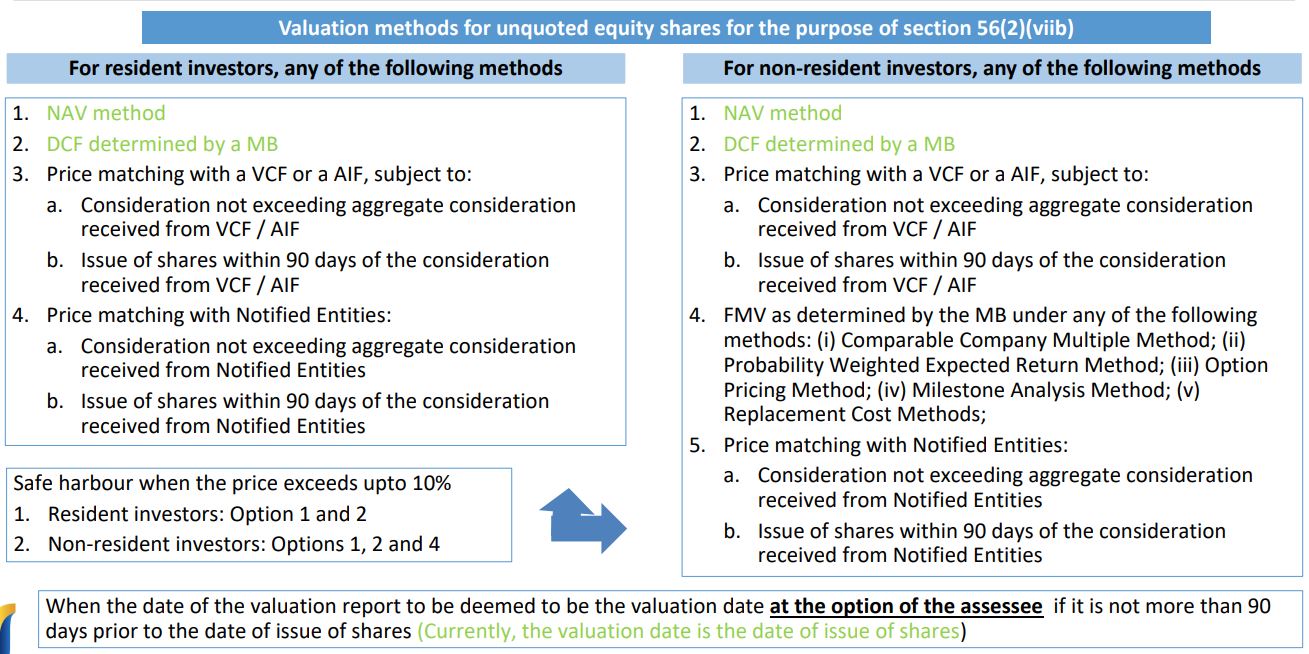 Valuation methods for unquoted equity shares for the purpose of section 56(2)(viib)
For resident investors, any of the following methods
1. NAV method
2. DCF determined by a MB
3. Price matching with a VCF or a AIF, subject to:
a. Consideration not exceeding aggregate consideration
received from VCF / AIF
b. Issue of shares within 90 days of the consideration
received from VCF / AIF
4. Price matching with Notified Entities:
a. Consideration not exceeding aggregate consideration
received from Notified Entities
b. Issue of shares within 90 days of the consideration
received from Notified Entities
Safe harbour when the price exceeds upto 10%
1. Resident investors: Option 1 and 2
2. Non-resident investors: Options 1, 2 and 4
For non-resident investors, any of the following methods
1. NAV method
2. DCF determined by a MB
3. Price matching with a VCF or a AIF, subject to:
a. Consideration not exceeding aggregate consideration
received from VCF / AIF
b. Issue of shares within 90 days of the consideration
received from VCF / AIF
4. FMV as determined by the MB under any of the following
methods: (i) Comparable Company Multiple Method; (ii)
Probability Weighted Expected Return Method; (iii) Option
Pricing Method; (iv) Milestone Analysis Method; (v)
Replacement Cost Methods;
5. Price matching with Notified Entities:
a. Consideration not exceeding aggregate consideration
received from Notified Entities
b. Issue of shares within 90 days of the consideration
received from Notified Entities
When the date of the valuation report to be deemed to be the valuation date at the option of the assessee if it is not more than 90
days prior to the date of issue of shares (Currently, the valuation date is the date of issue of shares)